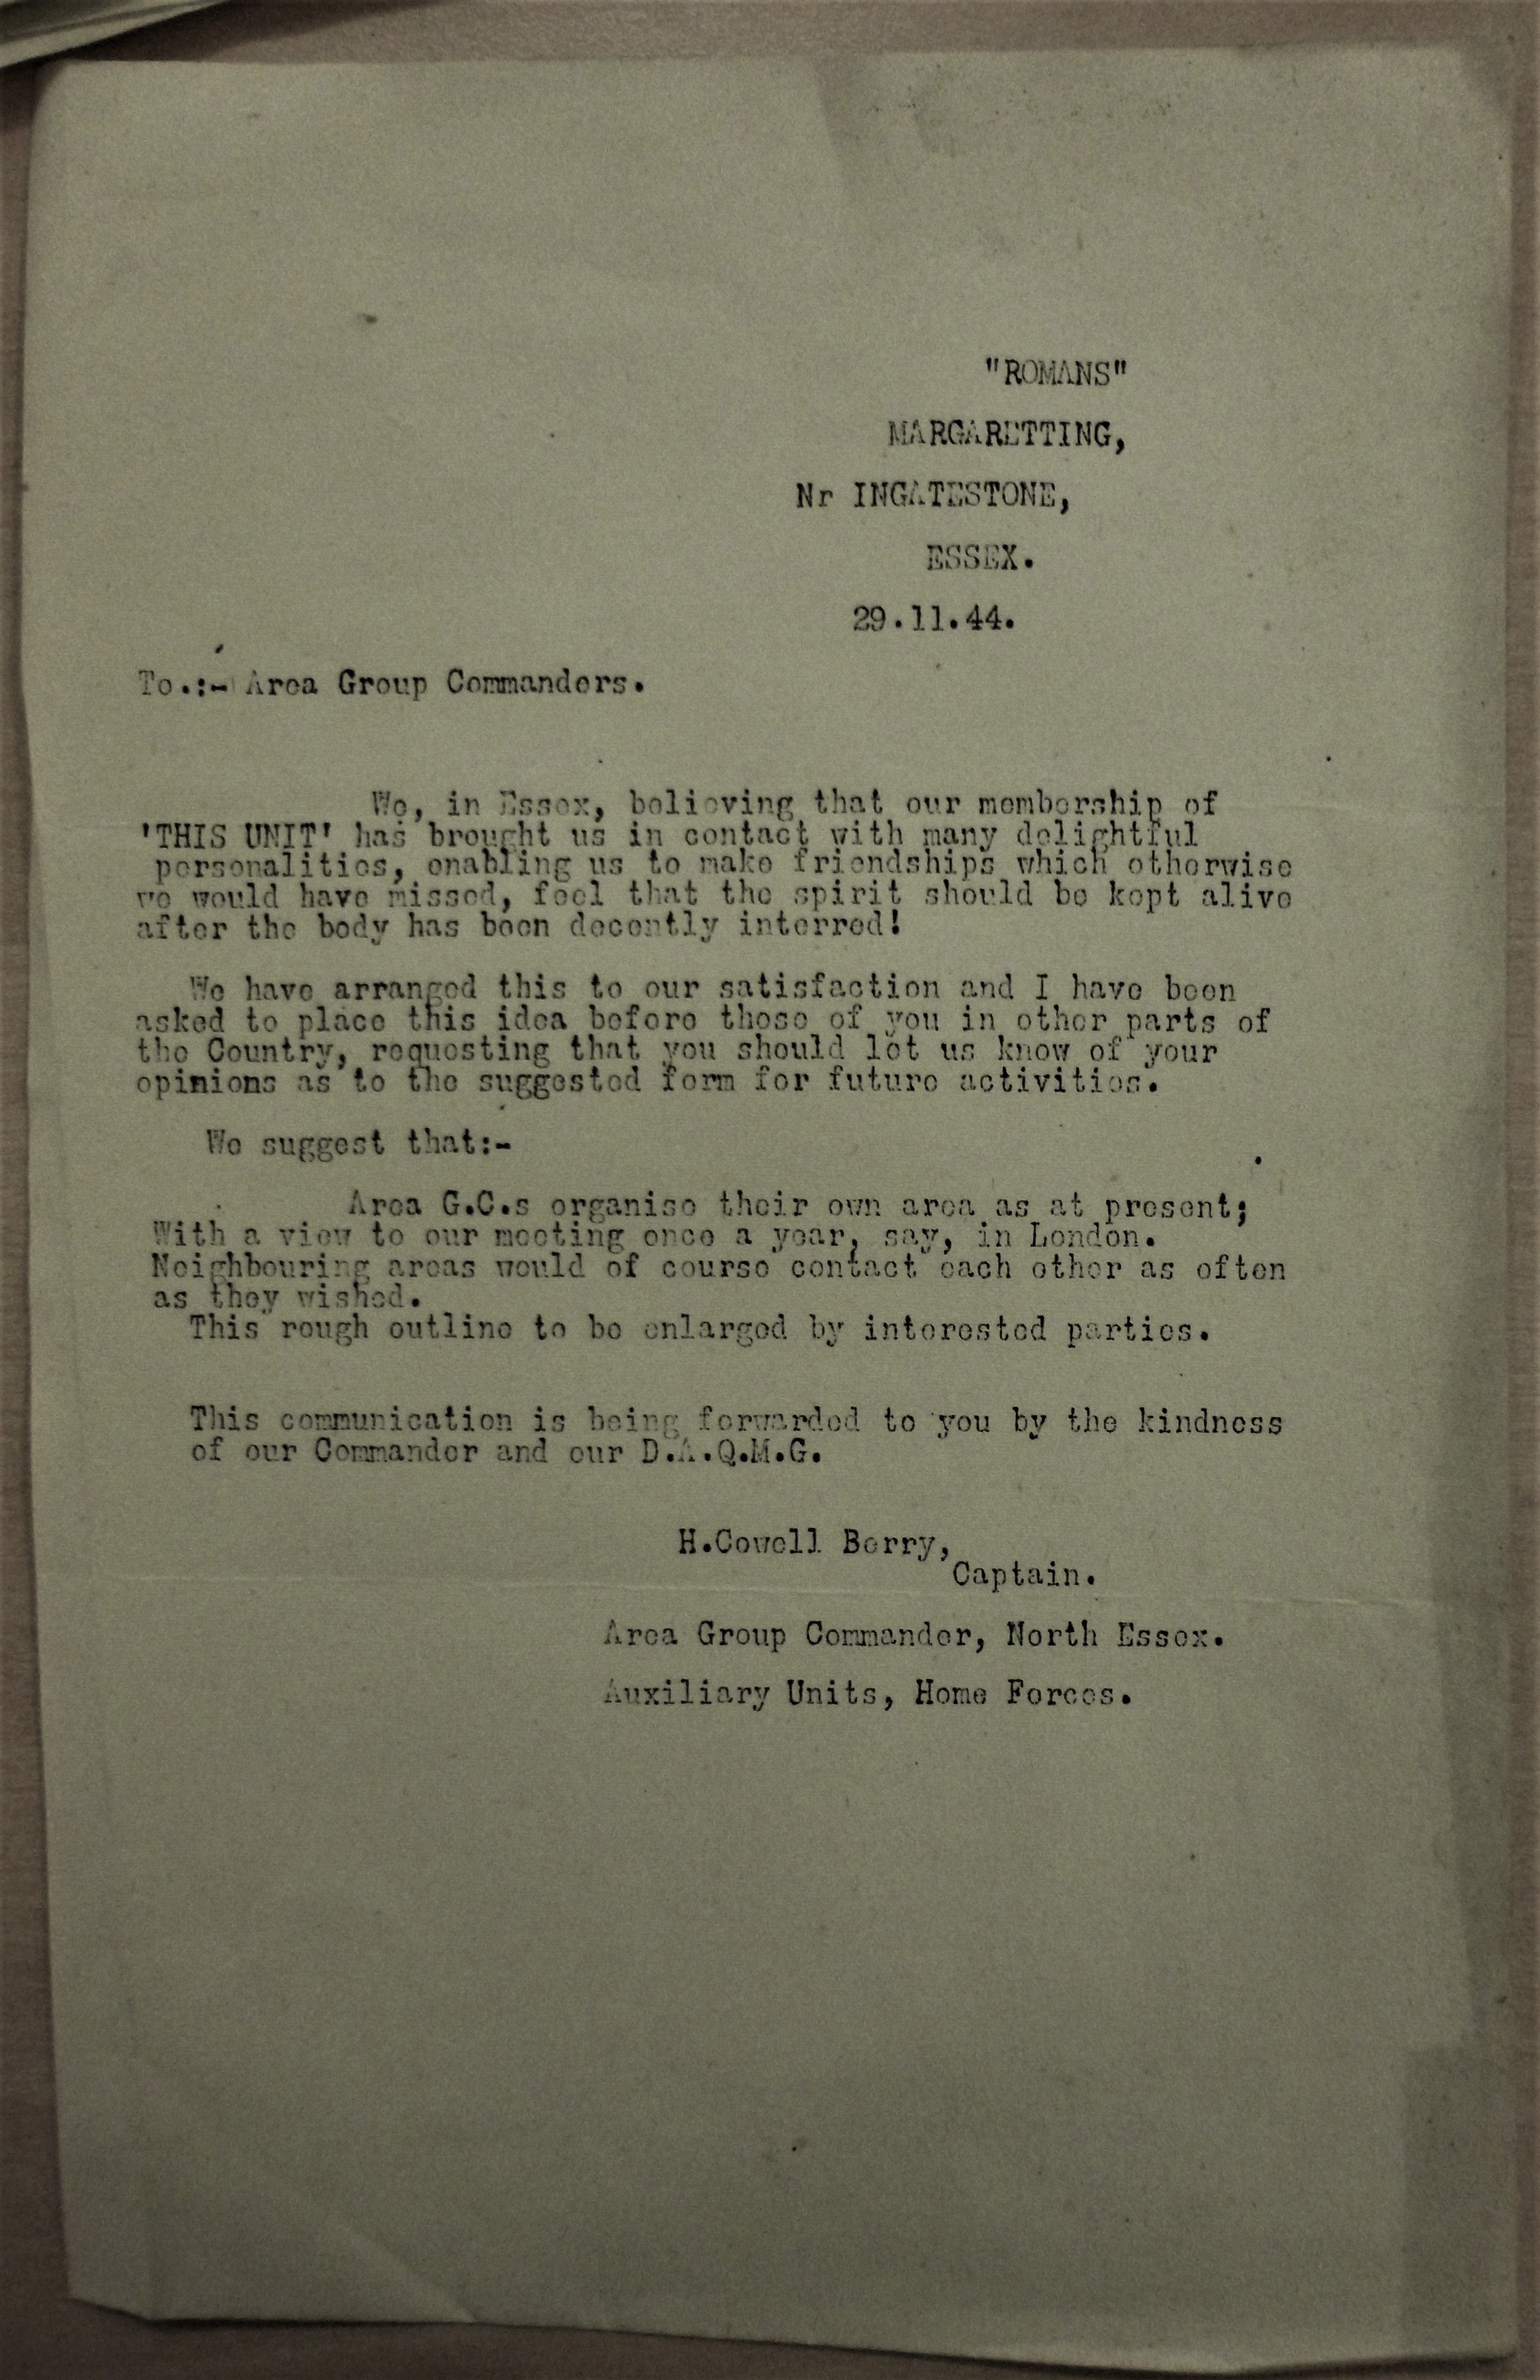 "ROMANS"
MARGARETTING,
Nr INGATESTONE,
ESSEX.
29.11.44.
To.:- Area Group Commanders.
We, in Essex, believing that our membership of
'THIS UNIT' has brought us in contact with many delightful
personalities, enabling us to make friendships which otherwise
we would have missed, feel that the spirit should be kept alive
after the body has been decently interred!
We have arranged this to our satisfaction and I have been
asked to place this idea before those of you in other parts of
the Country, requesting that you should let us know of your
opinions as to the suggested form for future activities.
We suggest that:-
Area G.C.s organise their own area as at present;
With a view to our meeting once a year, say, in London.
Neighbouring areas would of course contact each other as often
as they wished.
This rough outline to be enlarged by interested parties.
This communication is being forwarded to you by the kindness
of our Commander and our D.A.Q.M.G.
H.Cowell Berry,
Captain.
Area Group Commander, North Essex.
Auxiliary Units, Home Forces.